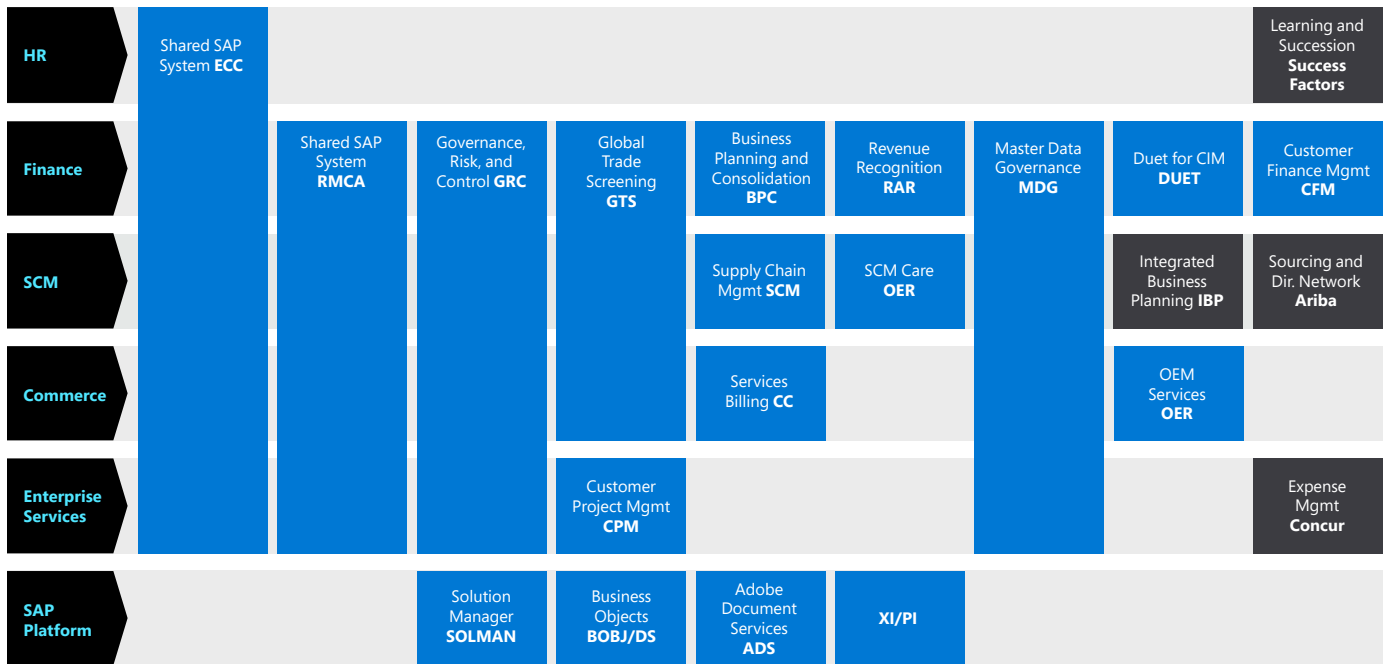 HR
Shared SAP
System ECC
Learning and
Succession
Success
Factors
Finance
Shared SAP
System
RMCA
Governance,
Risk, and
Control GRC
Global
Trade
Screening
GTS
Business
Planning and
Consolidation
BPC
Revenue
Recognition
RAR
Master Data
Governance
MDG
Duet for CIM
DUET
Customer
Finance Mgmt
CFM
SCM
Supply Chain
Mgmt SCM
SCM Care
OER
Integrated
Business
Planning IBP
Sourcing and
Dir. Network
Ariba
Commerce
Services
Billing CC
OEM
Services
OER
Enterprise
Services
Customer
Project Mgmt
CPM
Expense
Mgmt
Concur
SAP
Platform
Solution
Manager
SOLMAN
Business
Objects
BOBJ/DS
Adobe
Document
Services
ADS
XI/PI